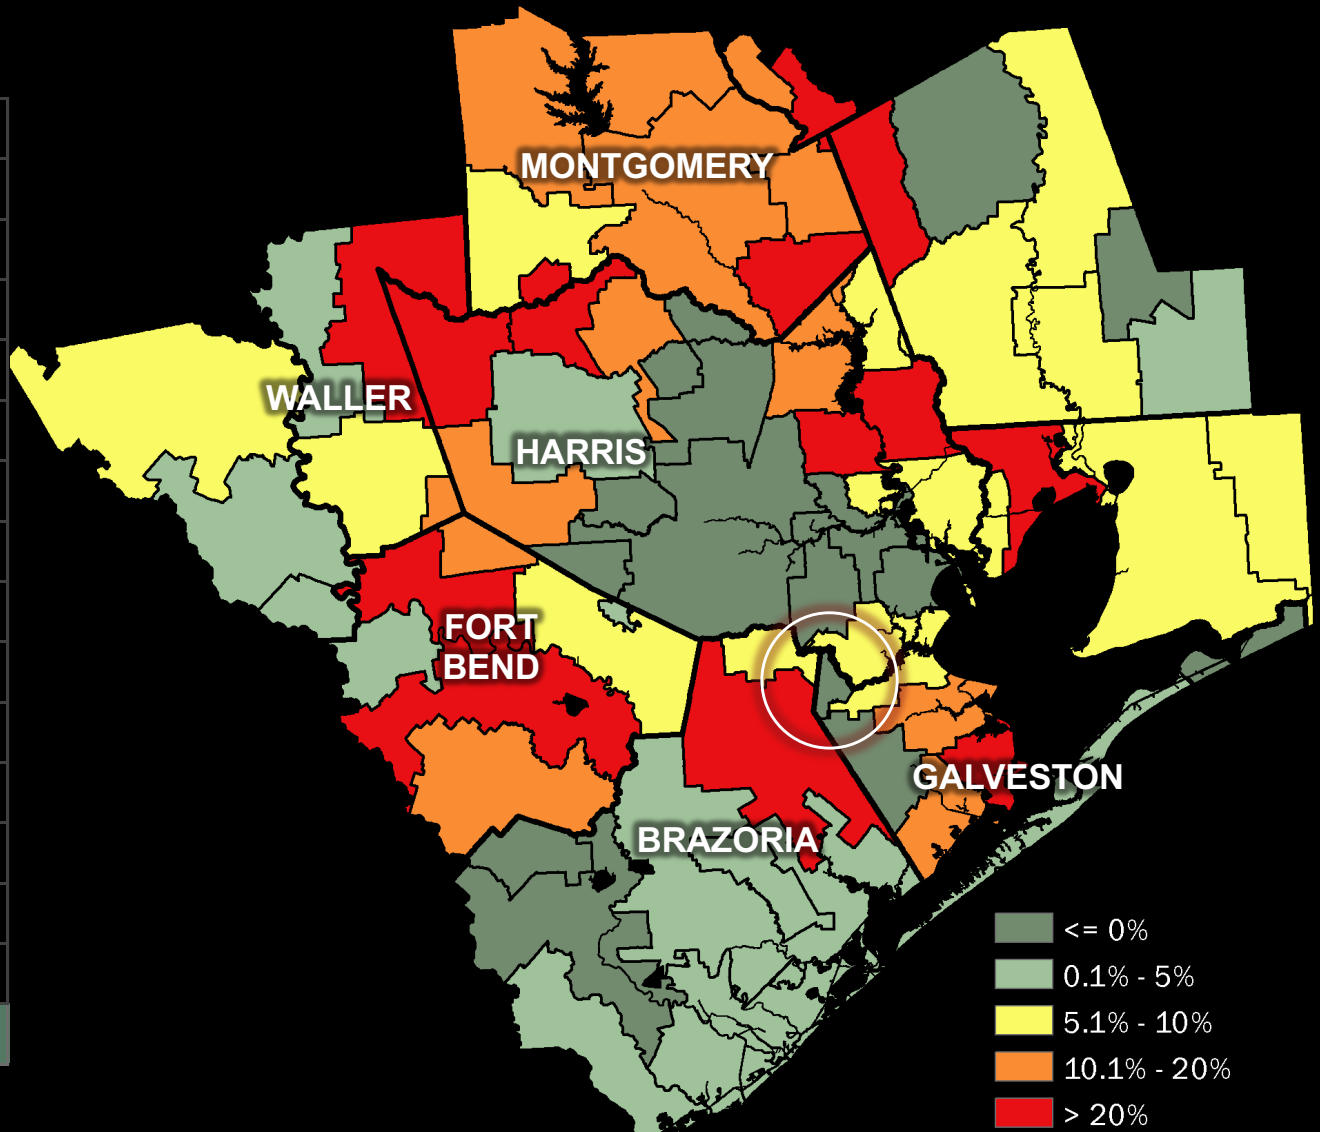 MONTGOMERY
WALLER
HARRIS
FORT
BEND
GALVESTON
BRAZORIA
<= 0%
0.1% - 5%
5.1% - 10%
10.1% - 20%
> 20%